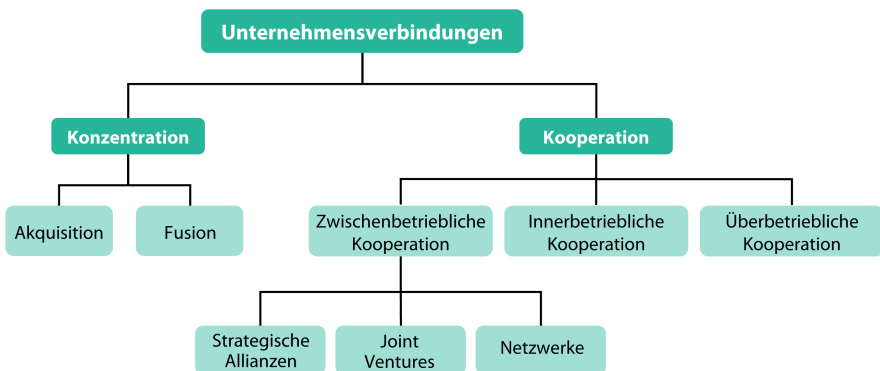 Unternehmensverbindungen
Konzentration
Kooperation
Akquisition
Fusion
Zwischenbetriebliche
Kooperation
Innerbetriebliche
Kooperation
Überbetriebliche
Kooperation
Strategische
Allianzen
Joint
Ventures
Netzwerke